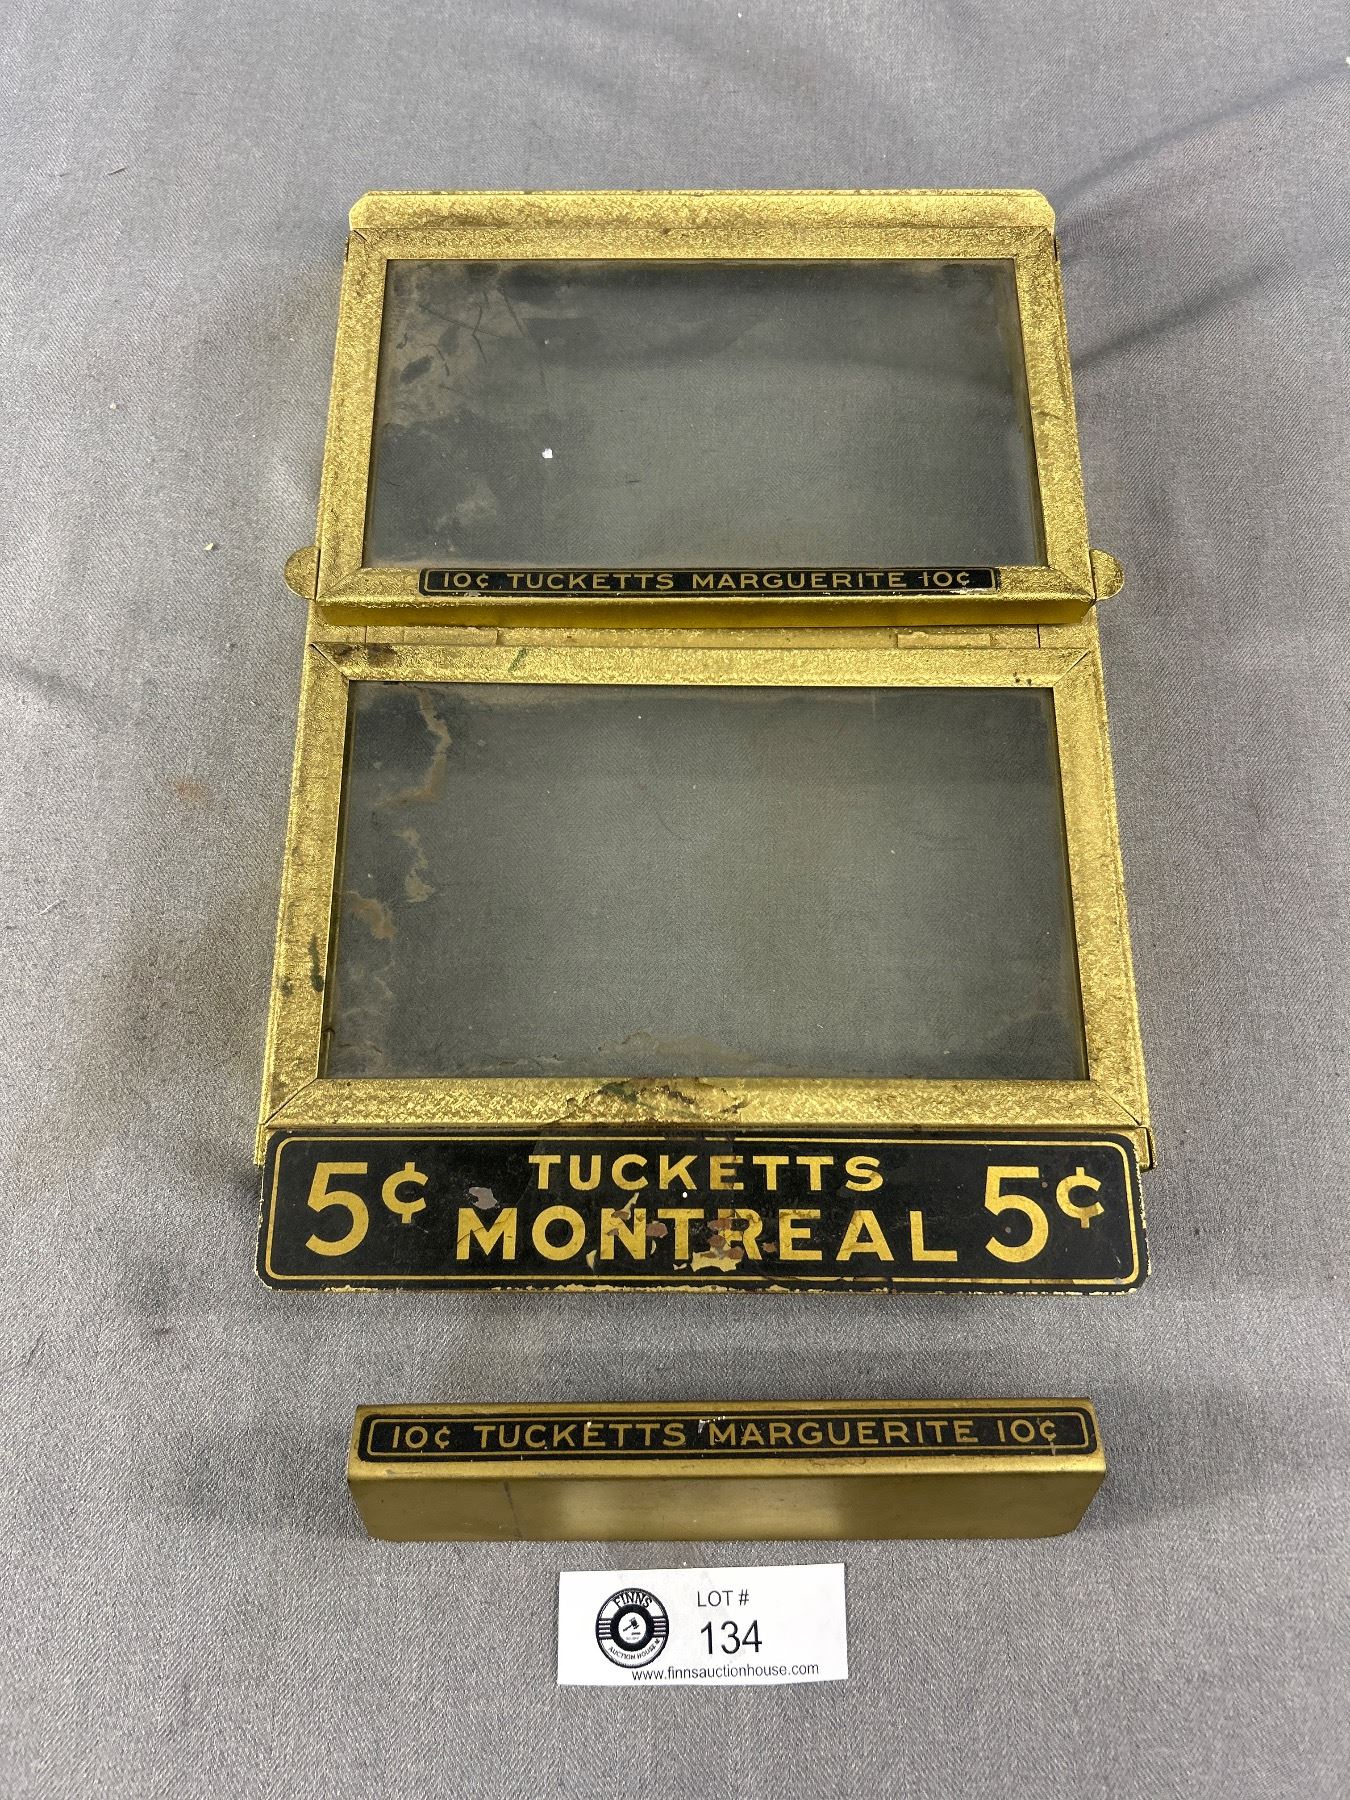 10¢ TUCKETTS MARGUERITE 10¢
5¢ TUCKETTS 5¢
MONTREAL
10¢ TUCKETTS MARGUERITE 10¢
FINNS
AUCTION HOUSE
LOT #
134
www.finnsauctionhouse.com